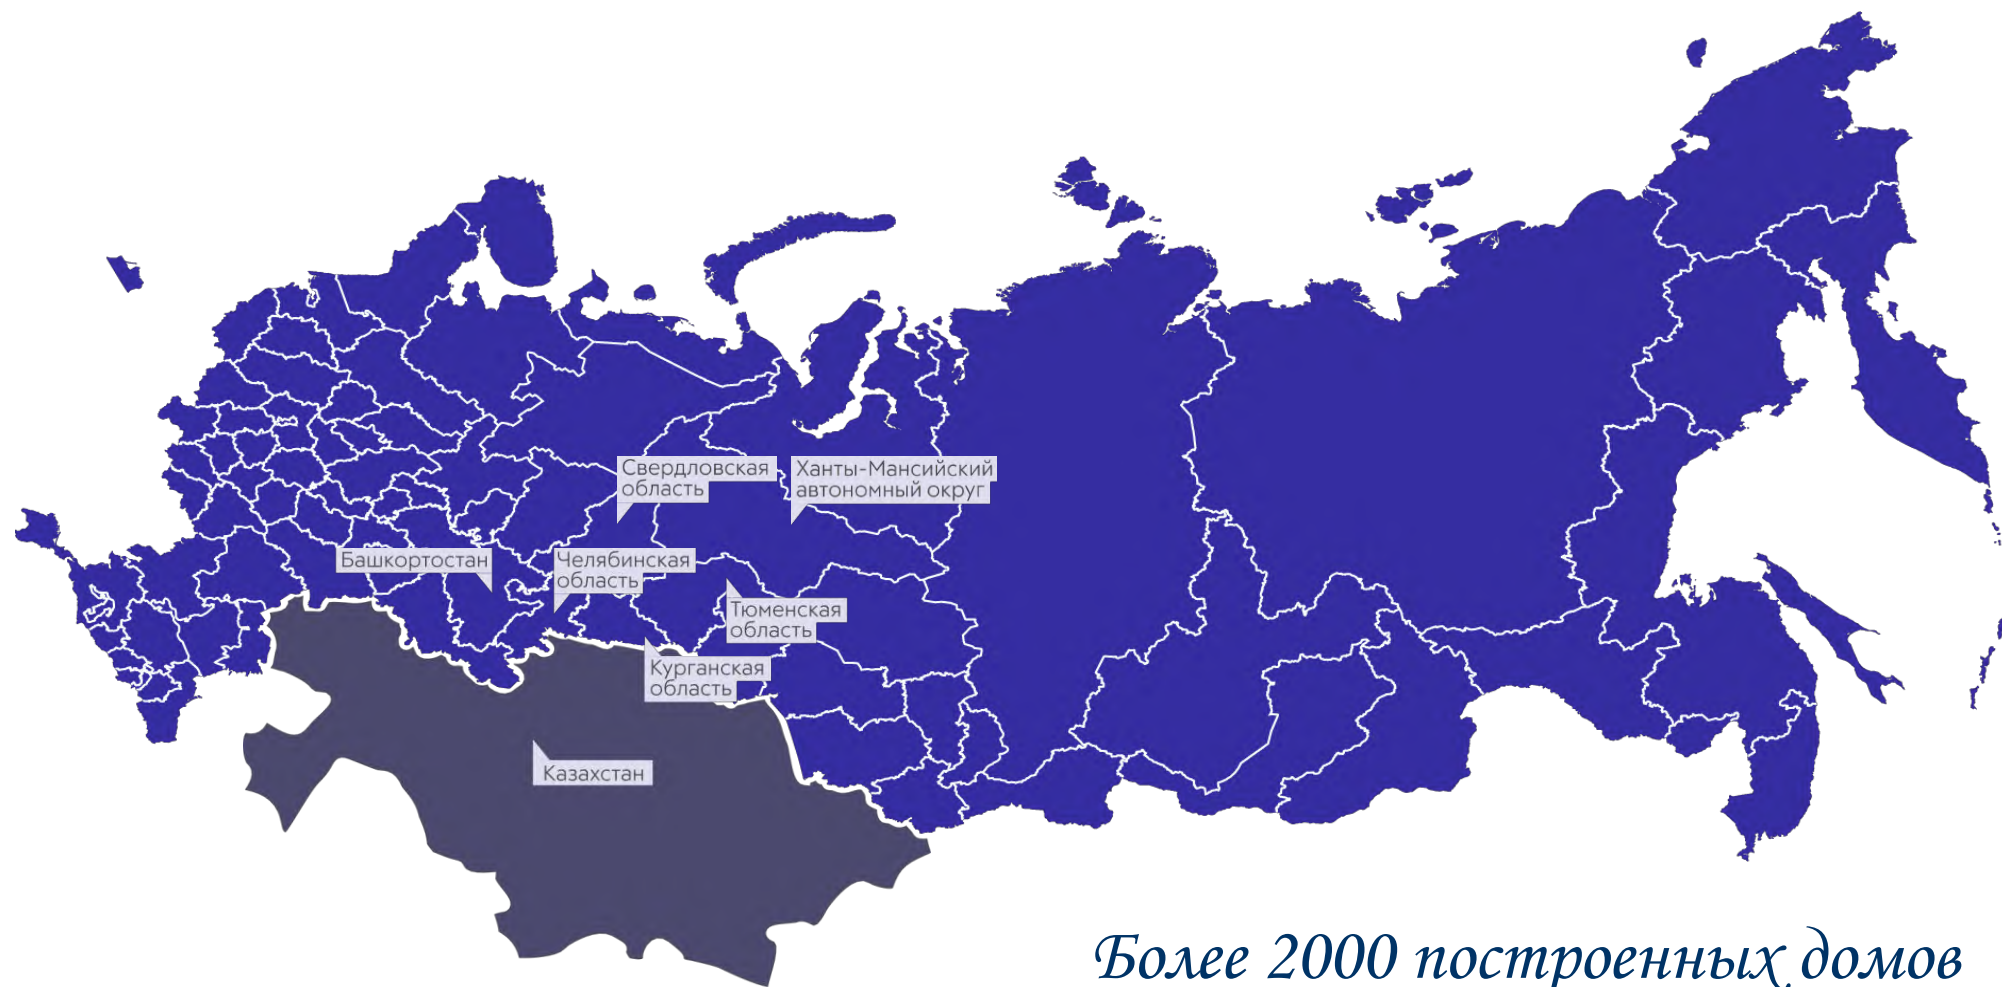 Свердловская
область
Ханты-Мансийский
автономный округ
Башкортостан
Челябинская
область
Тюменская
область
Курганская
область
Казахстан
Более 2000 построенных домов